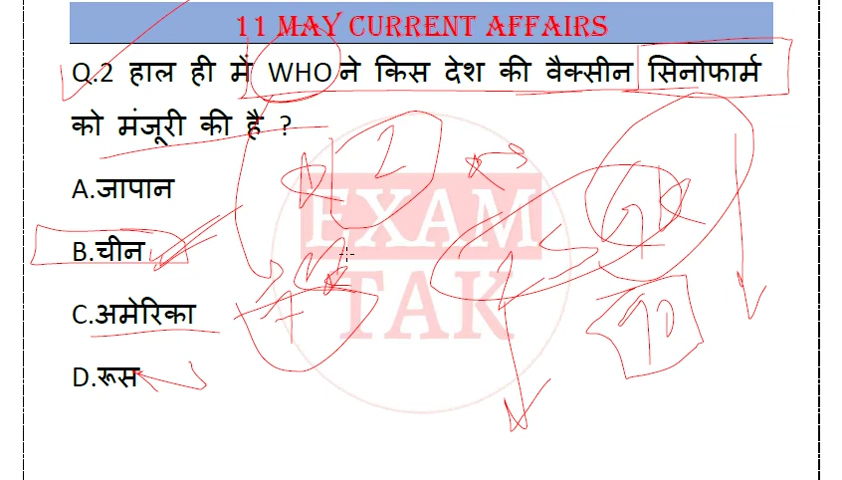 11 MAY CURRENT AFFAIRS
Q.2 हाल ही में WHO ने किस देश की वैक्सीन सिनोफार्म
को मंजूरी की है ?
A.जापान
B.चीन
C.अमेरिका
D.रूस
EXAM
TAK